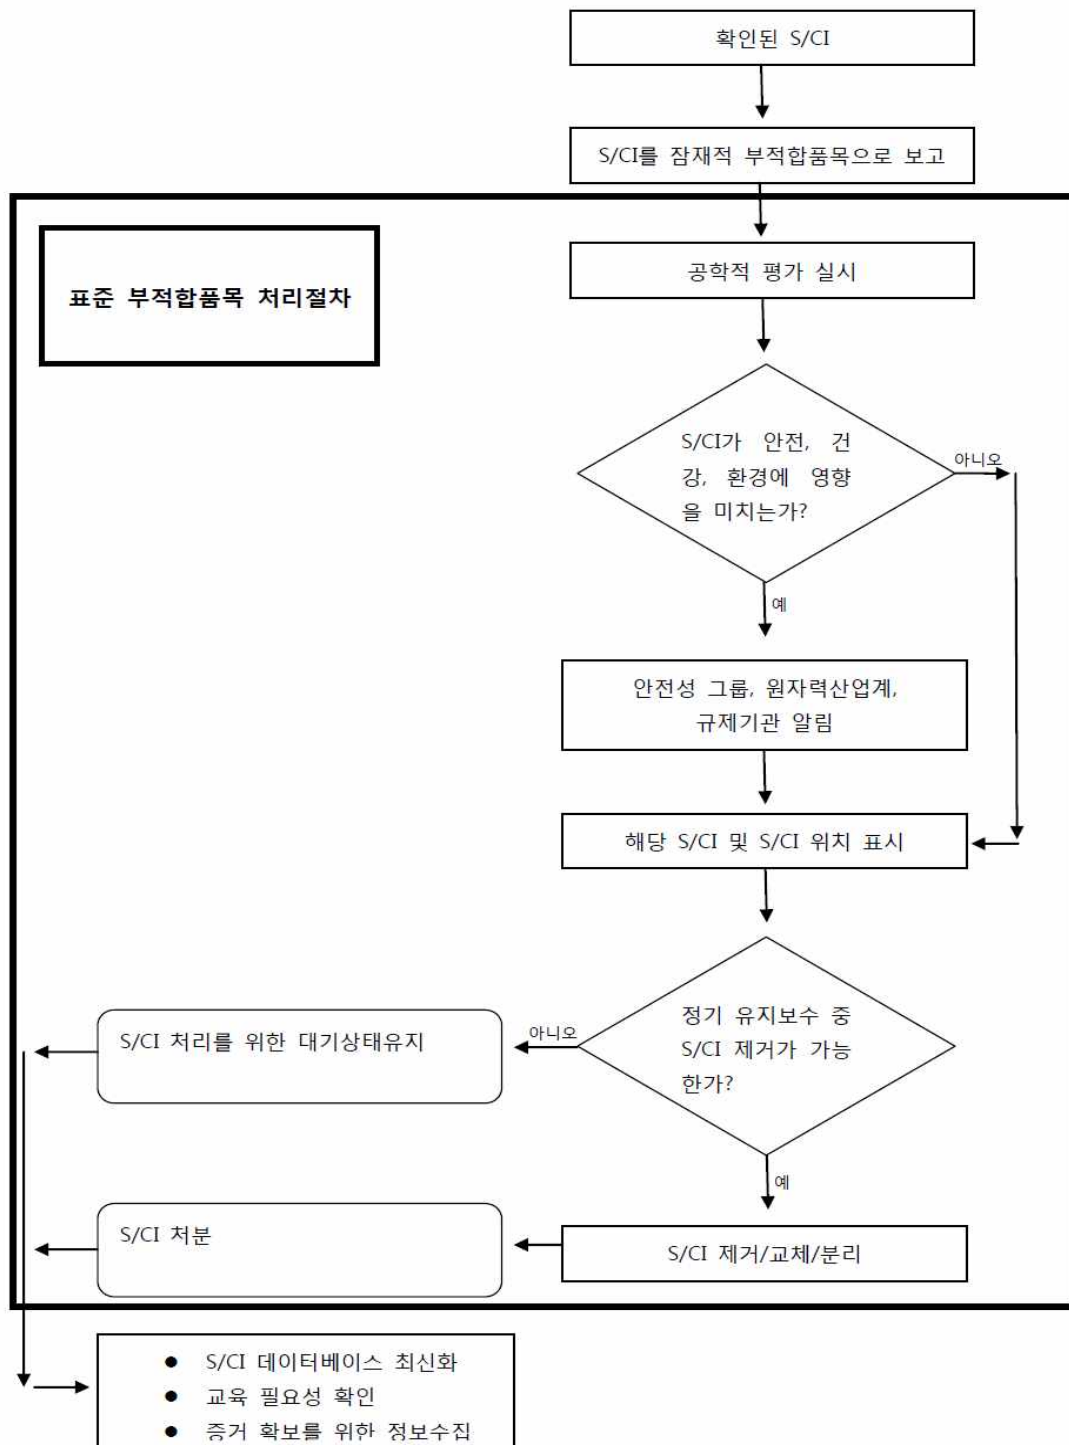 확인된 S/CI
S/CI를 잠재적 부적합품목으로 보고
표준 부적합품목 처리절차
공학적 평가 실시
S/CI가 안전, 건
강, 환경에 영향
을 미치는가?
아니오
예
안전성 그룹, 원자력산업계,
규제기관 알림
해당 S/CI 및 S/CI 위치 표시
정기 유지보수 중
S/CI 제거가 가능
한가?
아니오
S/CI 처리를 위한 대기상태유지
예
S/CI 제거/교체/분리
S/CI 처분
● S/CI 데이터베이스 최신화
● 교육 필요성 확인
● 증거 확보를 위한 정보수집